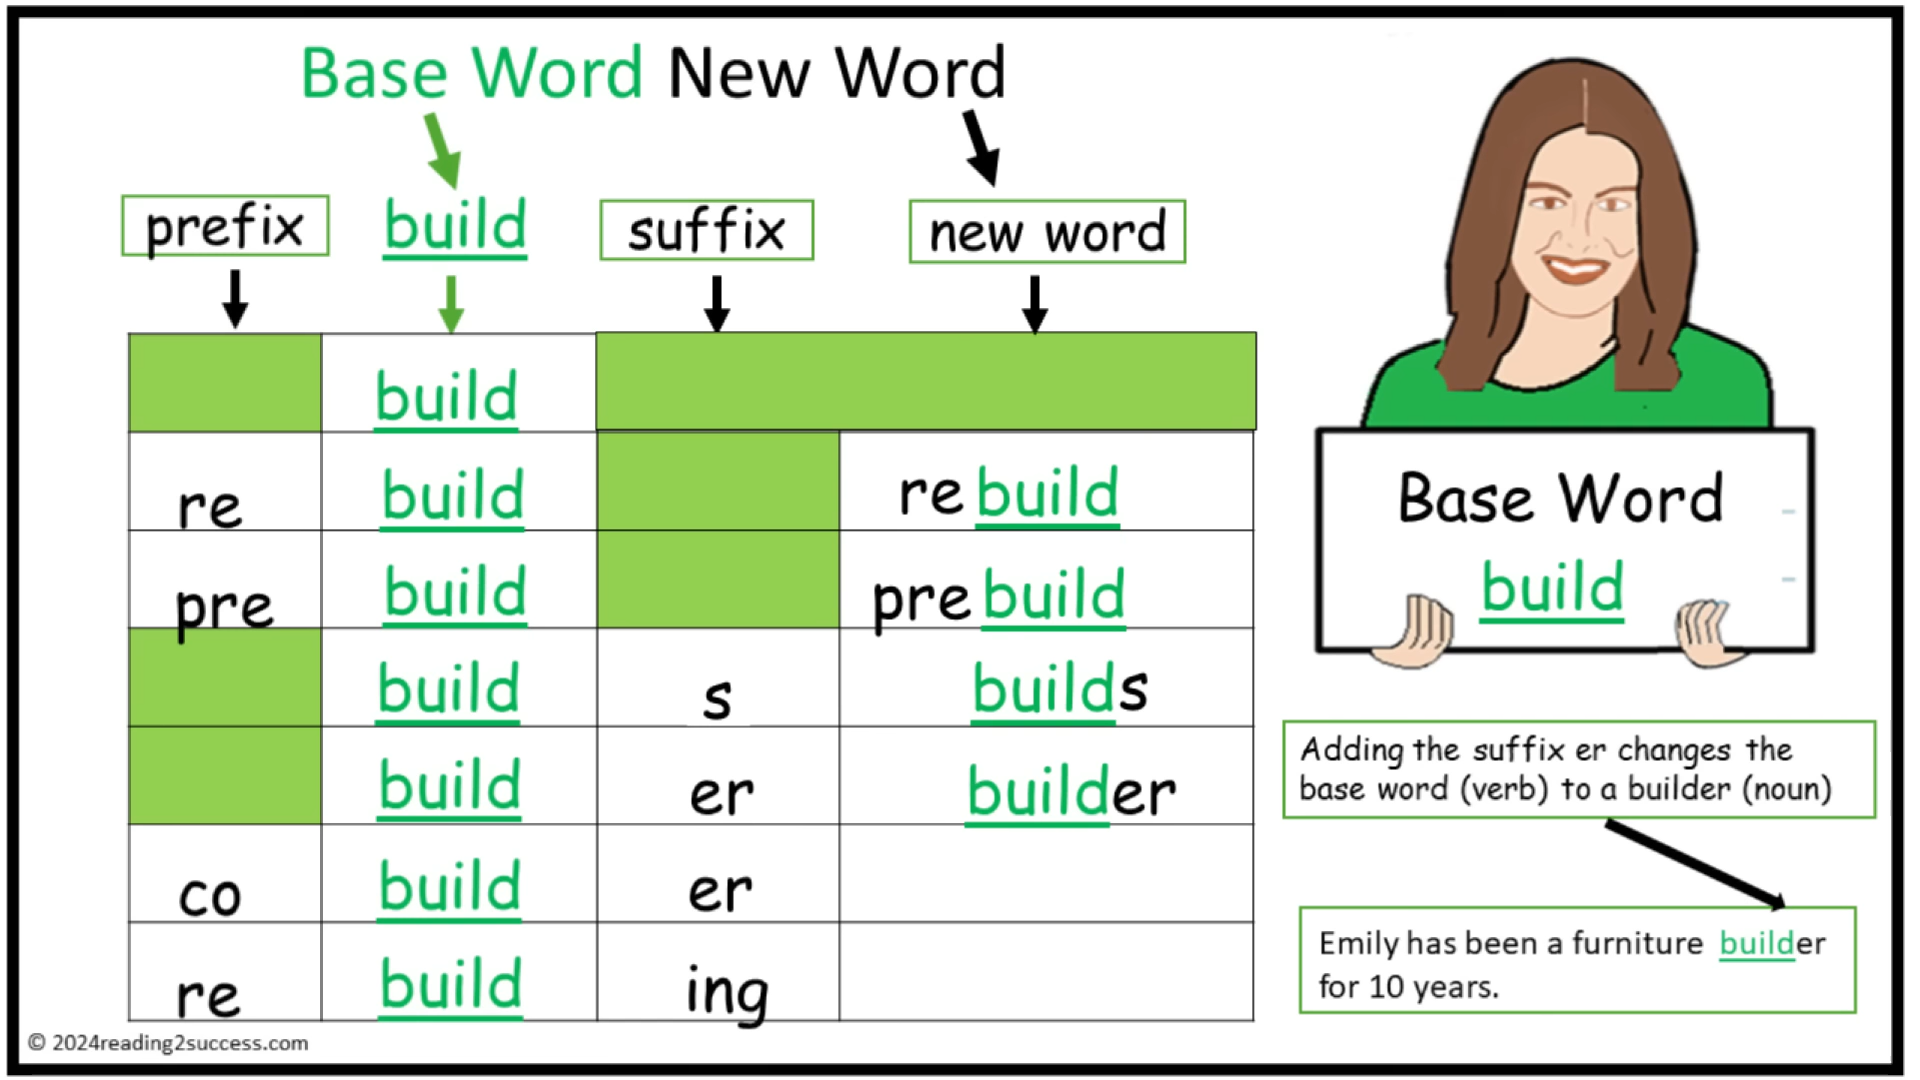 Base Word New Word
prefix build suffix new word
build
re build re build
pre build pre build
build s builds
build er builder
co build er
re build ing
Base Word
build
Adding the suffix er changes the
base word (verb) to a builder (noun)
Emily has been a furniture builder
for 10 years.
© 2024reading2success.com